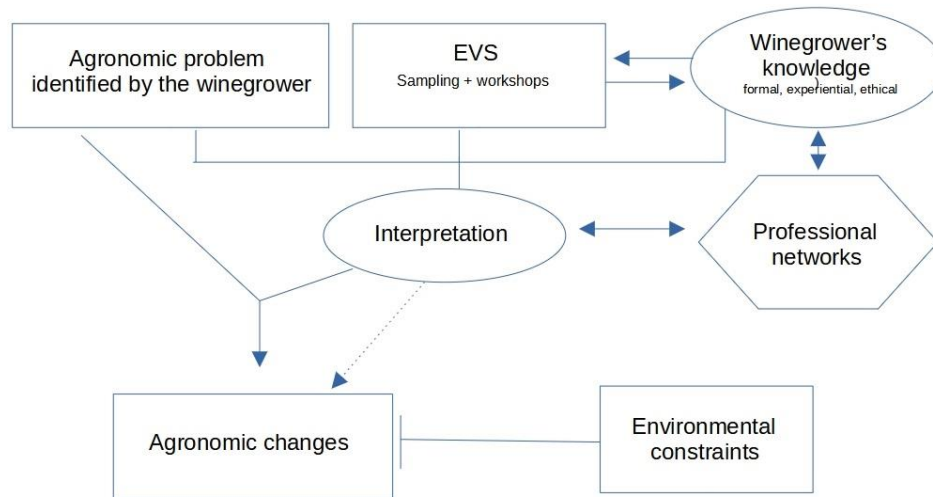 Agronomic problem
identified by the winegrower
EVS
Sampling + workshops
Winegrower's
knowledge
)
formal, experiential, ethical
Interpretation
Professional
networks
Agronomic changes
Environmental
constraints